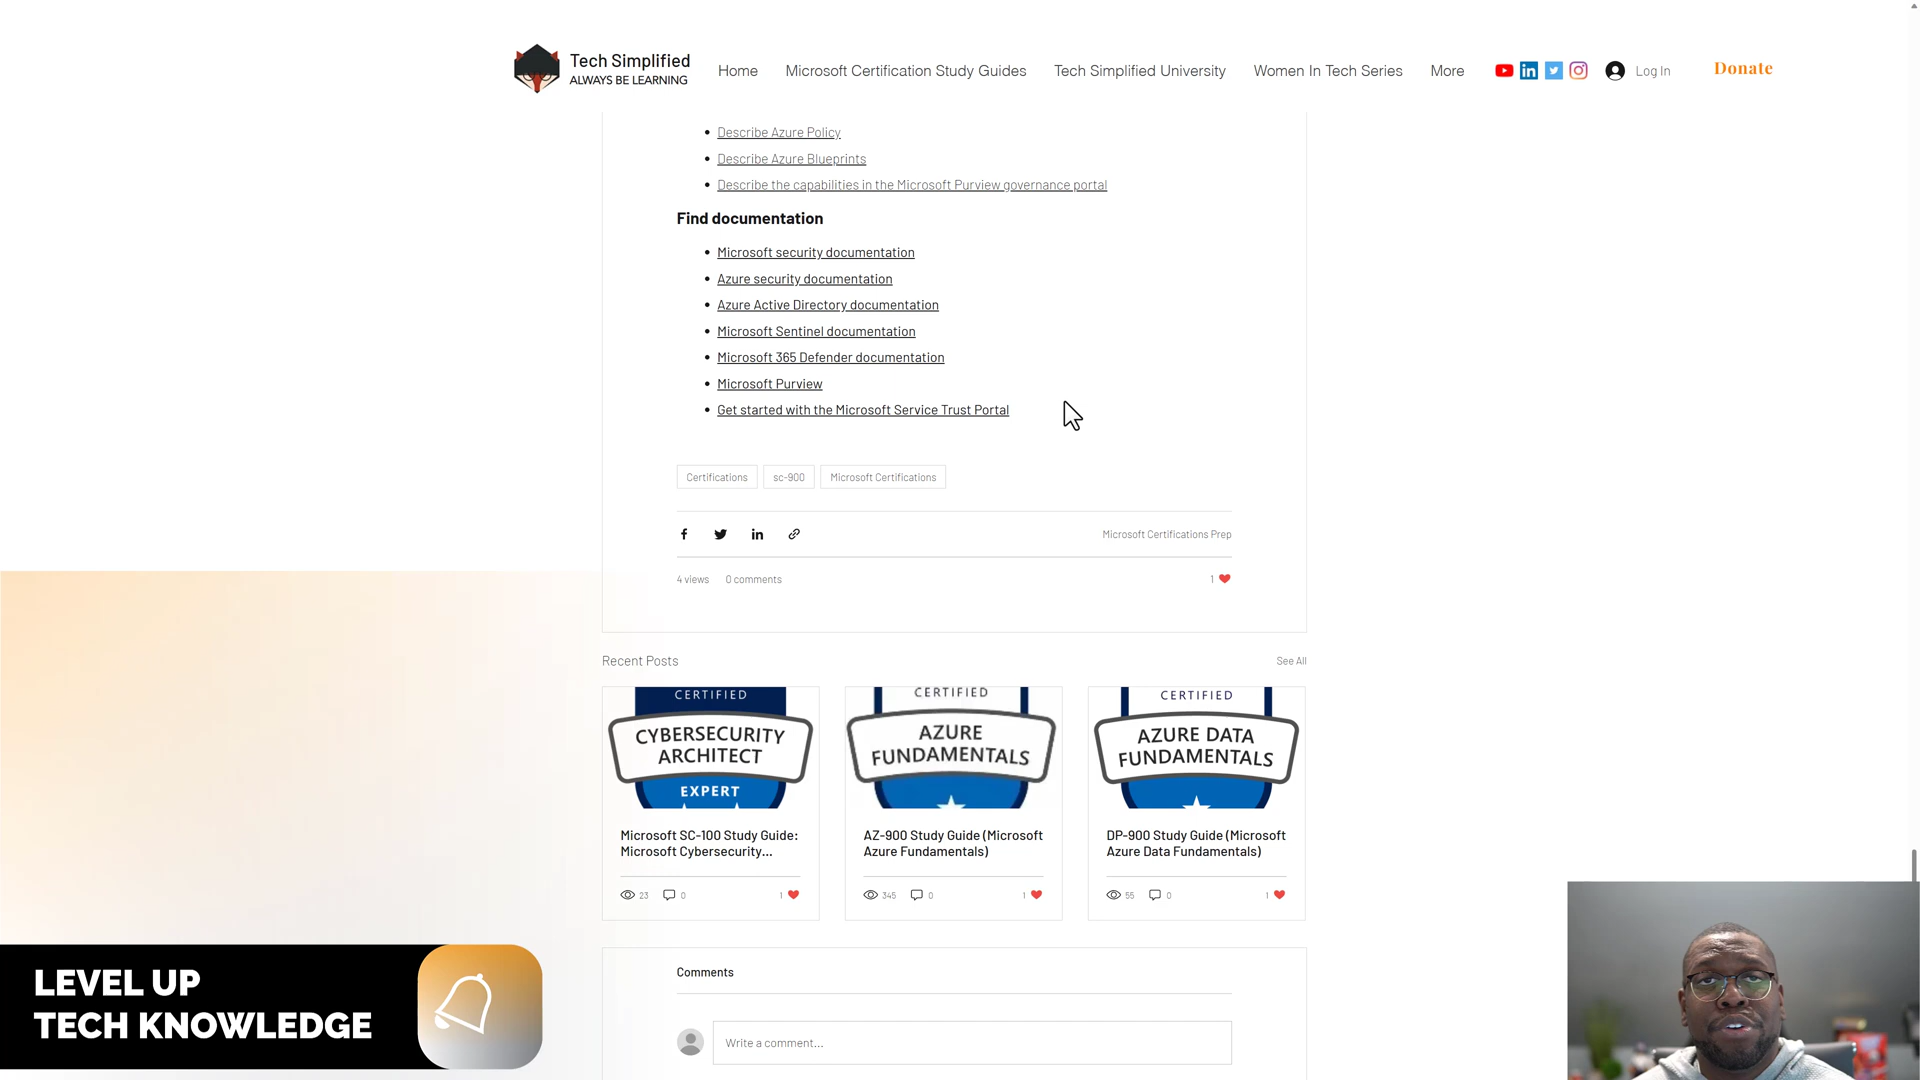 Tech Simplified
ALWAYS BE LEARNING
Home
Microsoft Certification Study Guides
Tech Simplified University
Women In Tech Series
More
Log In
Donate
Describe Azure Policy
Describe Azure Blueprints
Describe the capabilities in the Microsoft Purview governance portal
Find documentation
Microsoft security documentation
Azure security documentation
Azure Active Directory documentation
Microsoft Sentinel documentation
Microsoft 365 Defender documentation
Microsoft Purview
Get started with the Microsoft Service Trust Portal
Certifications
sc-900
Microsoft Certifications
Microsoft Certifications Prep
4 views
0 comments
1
Recent Posts
See All
CERTIFIED
CYBERSECURITY
ARCHITECT
EXPERT
Microsoft SC-100 Study Guide:
Microsoft Cybersecurity...
23
0
1
CERTIFIED
AZURE
FUNDAMENTALS
AZ-900 Study Guide (Microsoft
Azure Fundamentals)
345
0
1
CERTIFIED
AZURE DATA
FUNDAMENTALS
DP-900 Study Guide (Microsoft
Azure Data Fundamentals)
55
0
1
Comments
Write a comment...
LEVEL UP
TECH KNOWLEDGE